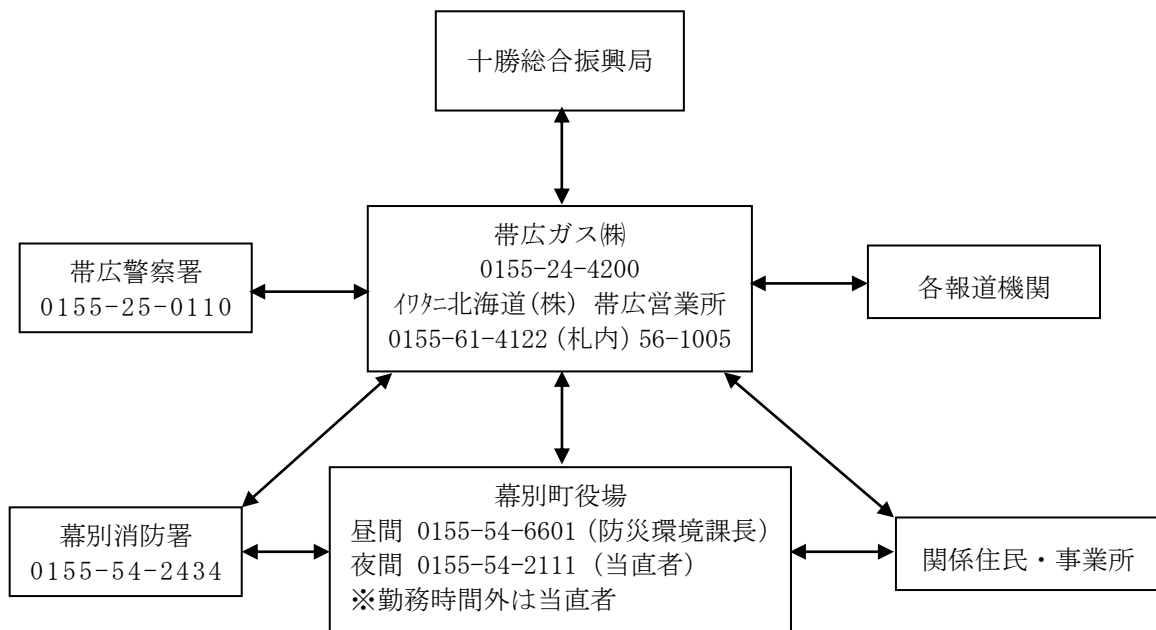 十勝総合振興局
帯広ガス㈱
0155-24-4200
ｲﾜﾀﾆ北海道(株) 帯広営業所
0155-61-4122 (札内) 56-1005
帯広警察署
0155-25-0110
各報道機関
幕別消防署
0155-54-2434
幕別町役場
昼間 0155-54-6601 (防災環境課長)
夜間 0155-54-2111 (当直者)
※勤務時間外は当直者
関係住民・事業所